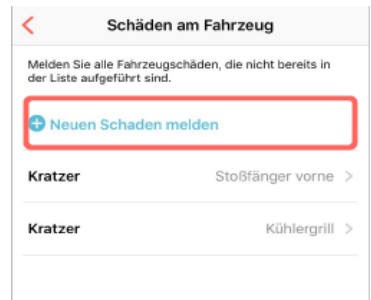 Schäden am Fahrzeug
Melden Sie alle Fahrzeugschäden, die nicht bereits in
der Liste aufgeführt sind.
Neuen Schaden melden
Kratzer Stoßfänger vorne
Kratzer Kühlergrill